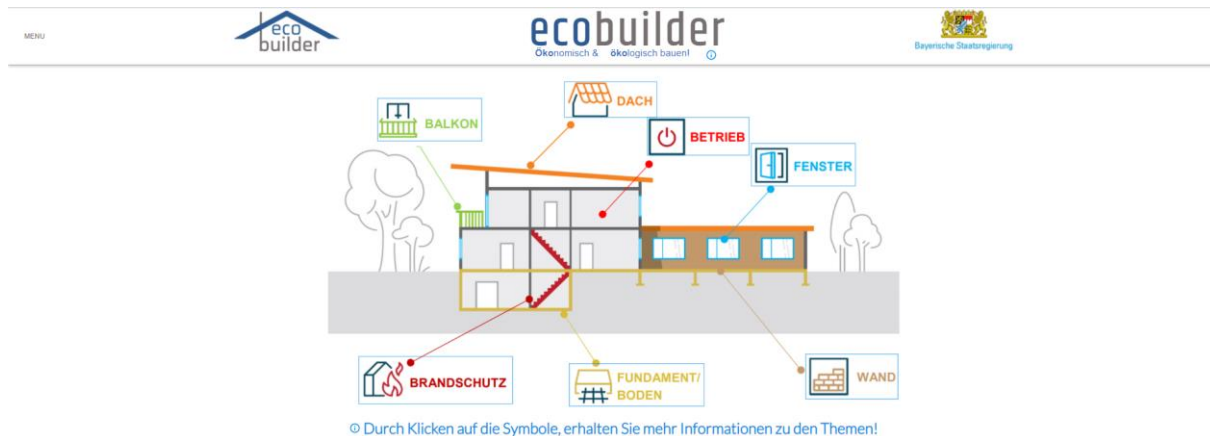 MENU
eco
builder
ecobuilder
Ökonomisch & ökologisch bauen!
Bayerische Staatsregierung
DACH
BALKON
BETRIEB
FENSTER
BRANDSCHUTZ
FUNDAMENT/
BODEN
WAND
Durch Klicken auf die Symbole, erhalten Sie mehr Informationen zu den Themen!